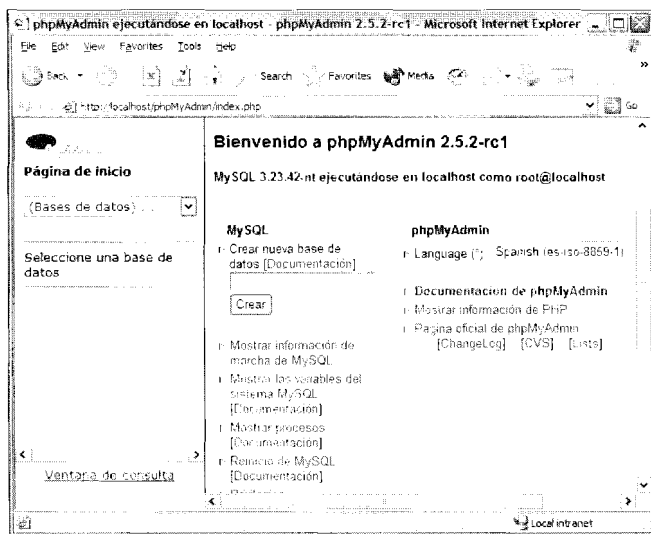 phpMyAdmin ejecutándose en localhost - phpMyAdmin 2.5.2-rc1 - Microsoft Internet Explorer
File Edit View Favorites Tools Help
Back Search Favorites Media
http://localhost/phpMyAdmin/index.php Go
Página de inicio
(Bases de datos) ...
Seleccione una base de
datos
Ventana de consulta
Bienvenido a phpMyAdmin 2.5.2-rc1
MySQL 3.23.42-nt ejecutándose en localhost como root@localhost
MySQL
Crear nueva base de
datos [Documentación]
Crear
Mostrar información de
marcha de MySQL
Mostrar las variables del
sistema MySQL
[Documentación]
Mostrar procesos
[Documentación]
Reinicio de MySQL
[Documentación]
phpMyAdmin
Language (*): Spanish (es-iso-8859-1)
Documentación de phpMyAdmin
Mostrar información de PHP
Página oficial de phpMyAdmin
[ChangeLog] [CVS] [Lists]
Local intranet